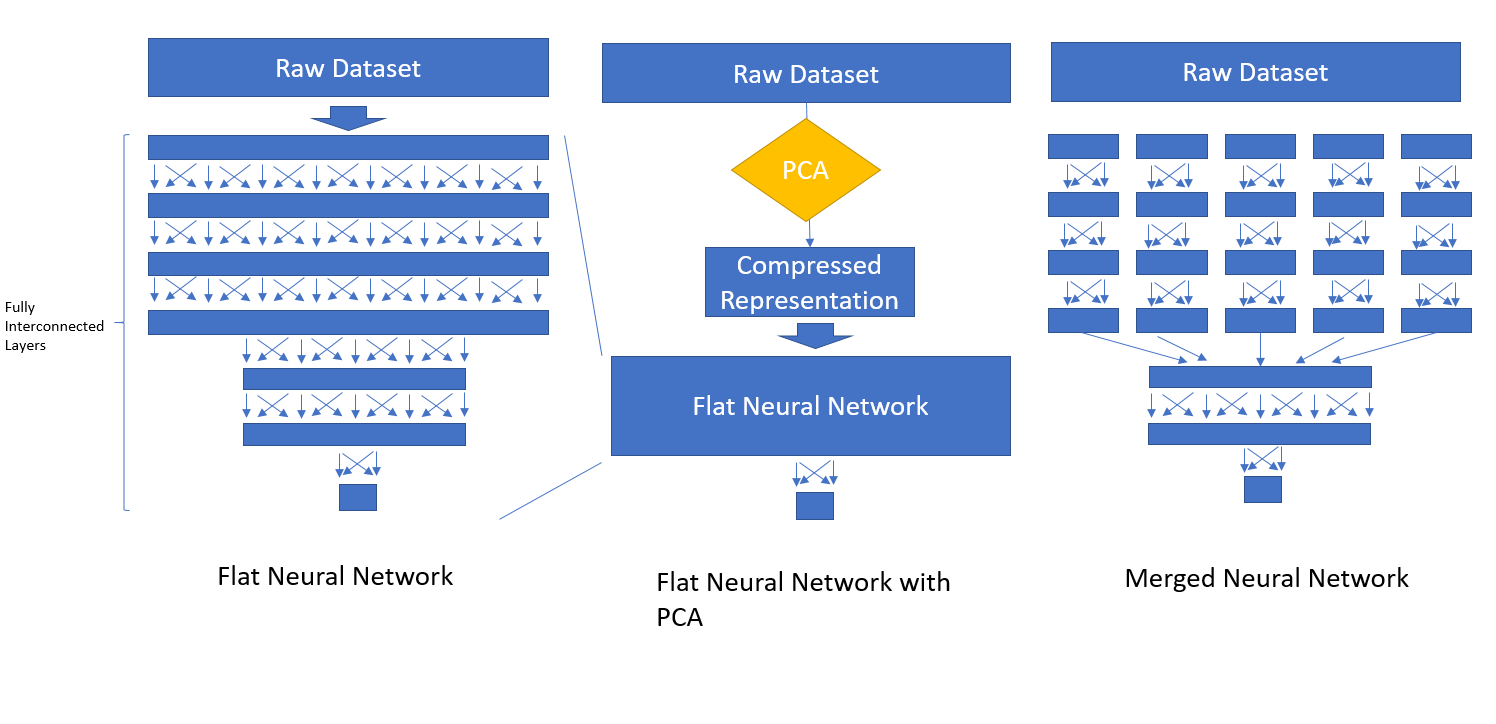 Raw Dataset
Fully
Interconnected
Layers
Flat Neural Network
Raw Dataset
PCA
Compressed
Representation
Flat Neural Network
Flat Neural Network with
PCA
Raw Dataset
Merged Neural Network